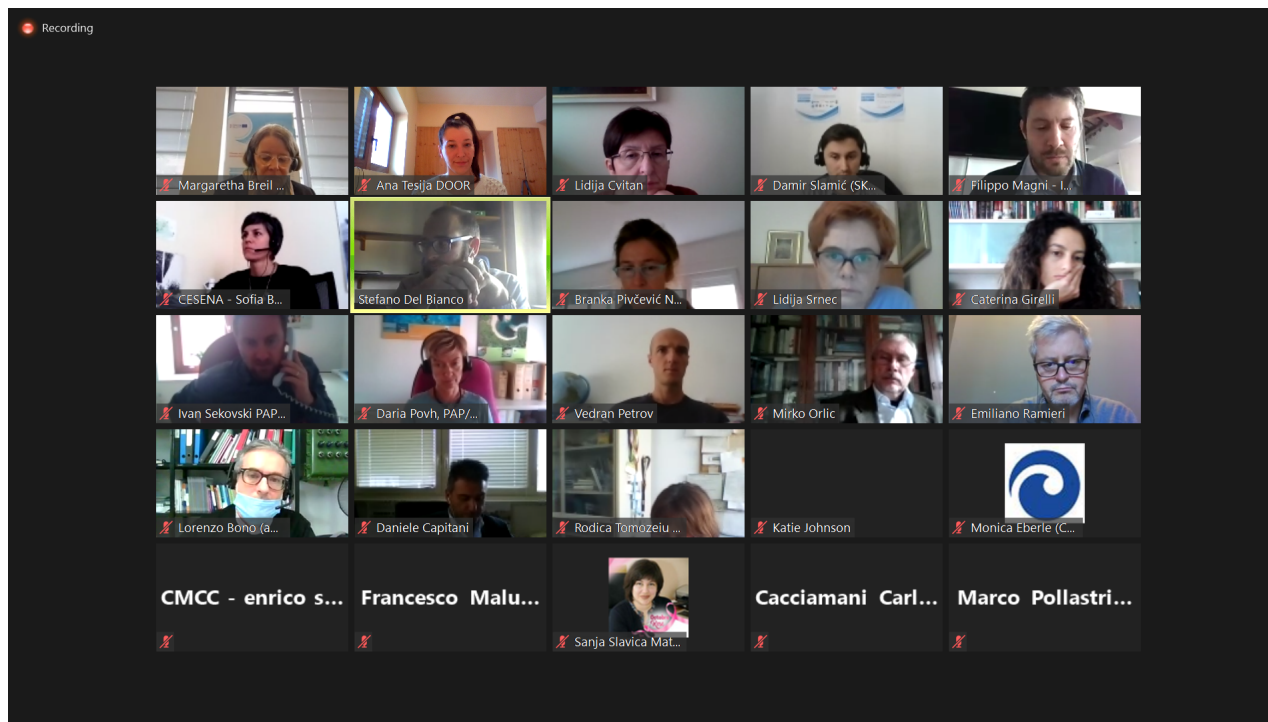 Recording
Margaretha Breil ...
Ana Tesija DOOR
Lidija Cvitan
Damir Slamić (SK...
Filippo Magni - I...
CESENA - Sofia B...
Stefano Del Bianco
Branka Pivčević N...
Lidija Srnec
Caterina Girelli
Ivan Sekovski PAP...
Daria Povh, PAP/...
Vedran Petrov
Mirko Orlic
Emiliano Ramieri
Lorenzo Bono (a...
Daniele Capitani
Rodica Tomozeiu ...
Katie Johnson
Monica Eberle (C...
CMCC - enrico s...
Francesco Malu...
Sanja Slavica Mat...
Cacciamani Carl...
Marco Pollastri...